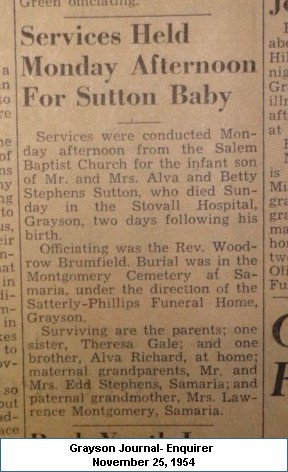 Green officiating.
Services Held
Monday Afternoon
For Sutton Baby
Services were conducted Mon-
day afternoon from the Salem
Baptist Church for the infant son
of Mr. and Mrs. Alva and Betty
Stephens Sutton, who died Sun-
day in the Stovall Hospital,
Grayson, two days following his
birth.
Officiating was the Rev. Wood-
row Brumfield. Burial was in the
Montgomery Cemetery at Sa-
maria, under the direction of the
Satterly-Phillips Funeral Home,
Grayson.
Surviving are the parents; one
sister, Theresa Gale; and one
brother, Alva Richard, at home;
maternal grandparents, Mr. and
Mrs. Edd Stephens, Samaria; and
paternal grandmother, Mrs. Law-
rence Montgomery, Samaria.
Grayson Journal- Enquirer
November 25, 1954